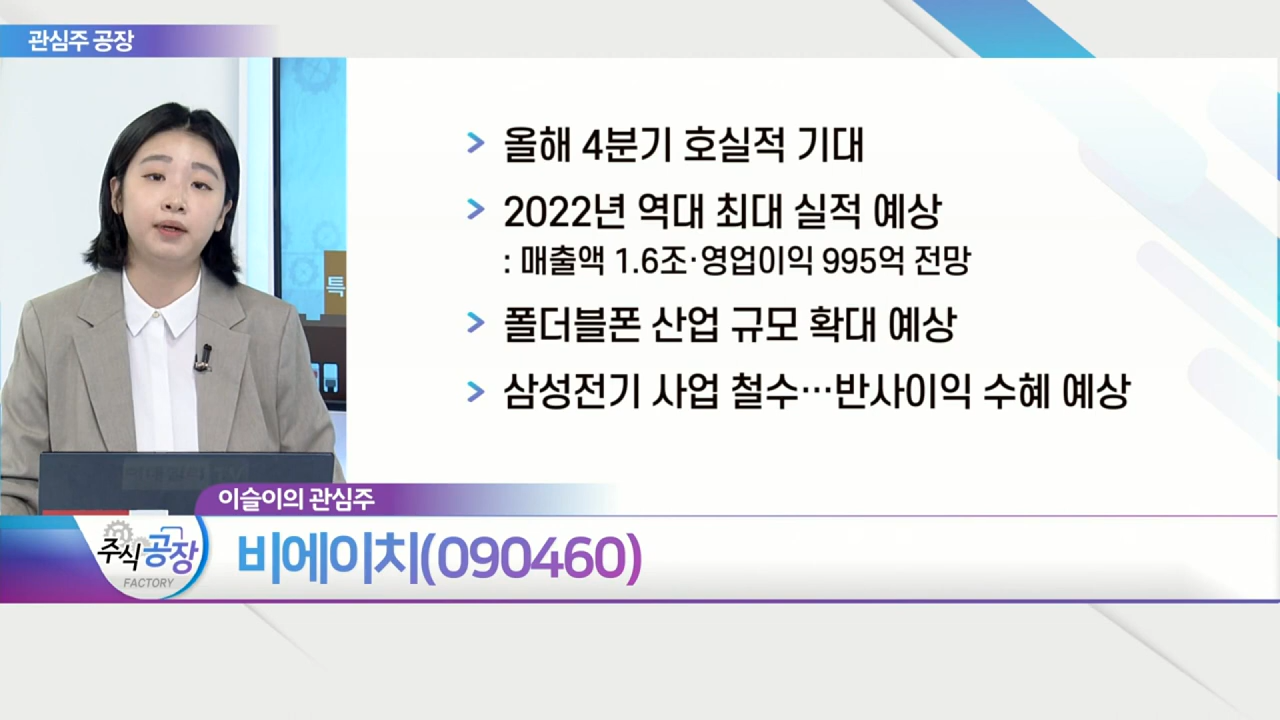 관심주 공장
> 올해 4분기 호실적 기대
> 2022년 역대 최대 실적 예상
: 매출액 1.6조·영업이익 995억 전망
> 폴더블폰 산업 규모 확대 예상
> 삼성전기 사업 철수…반사이익 수혜 예상
특
이슬이의 관심주
주식공장
FACTORY
비에이치(090460)